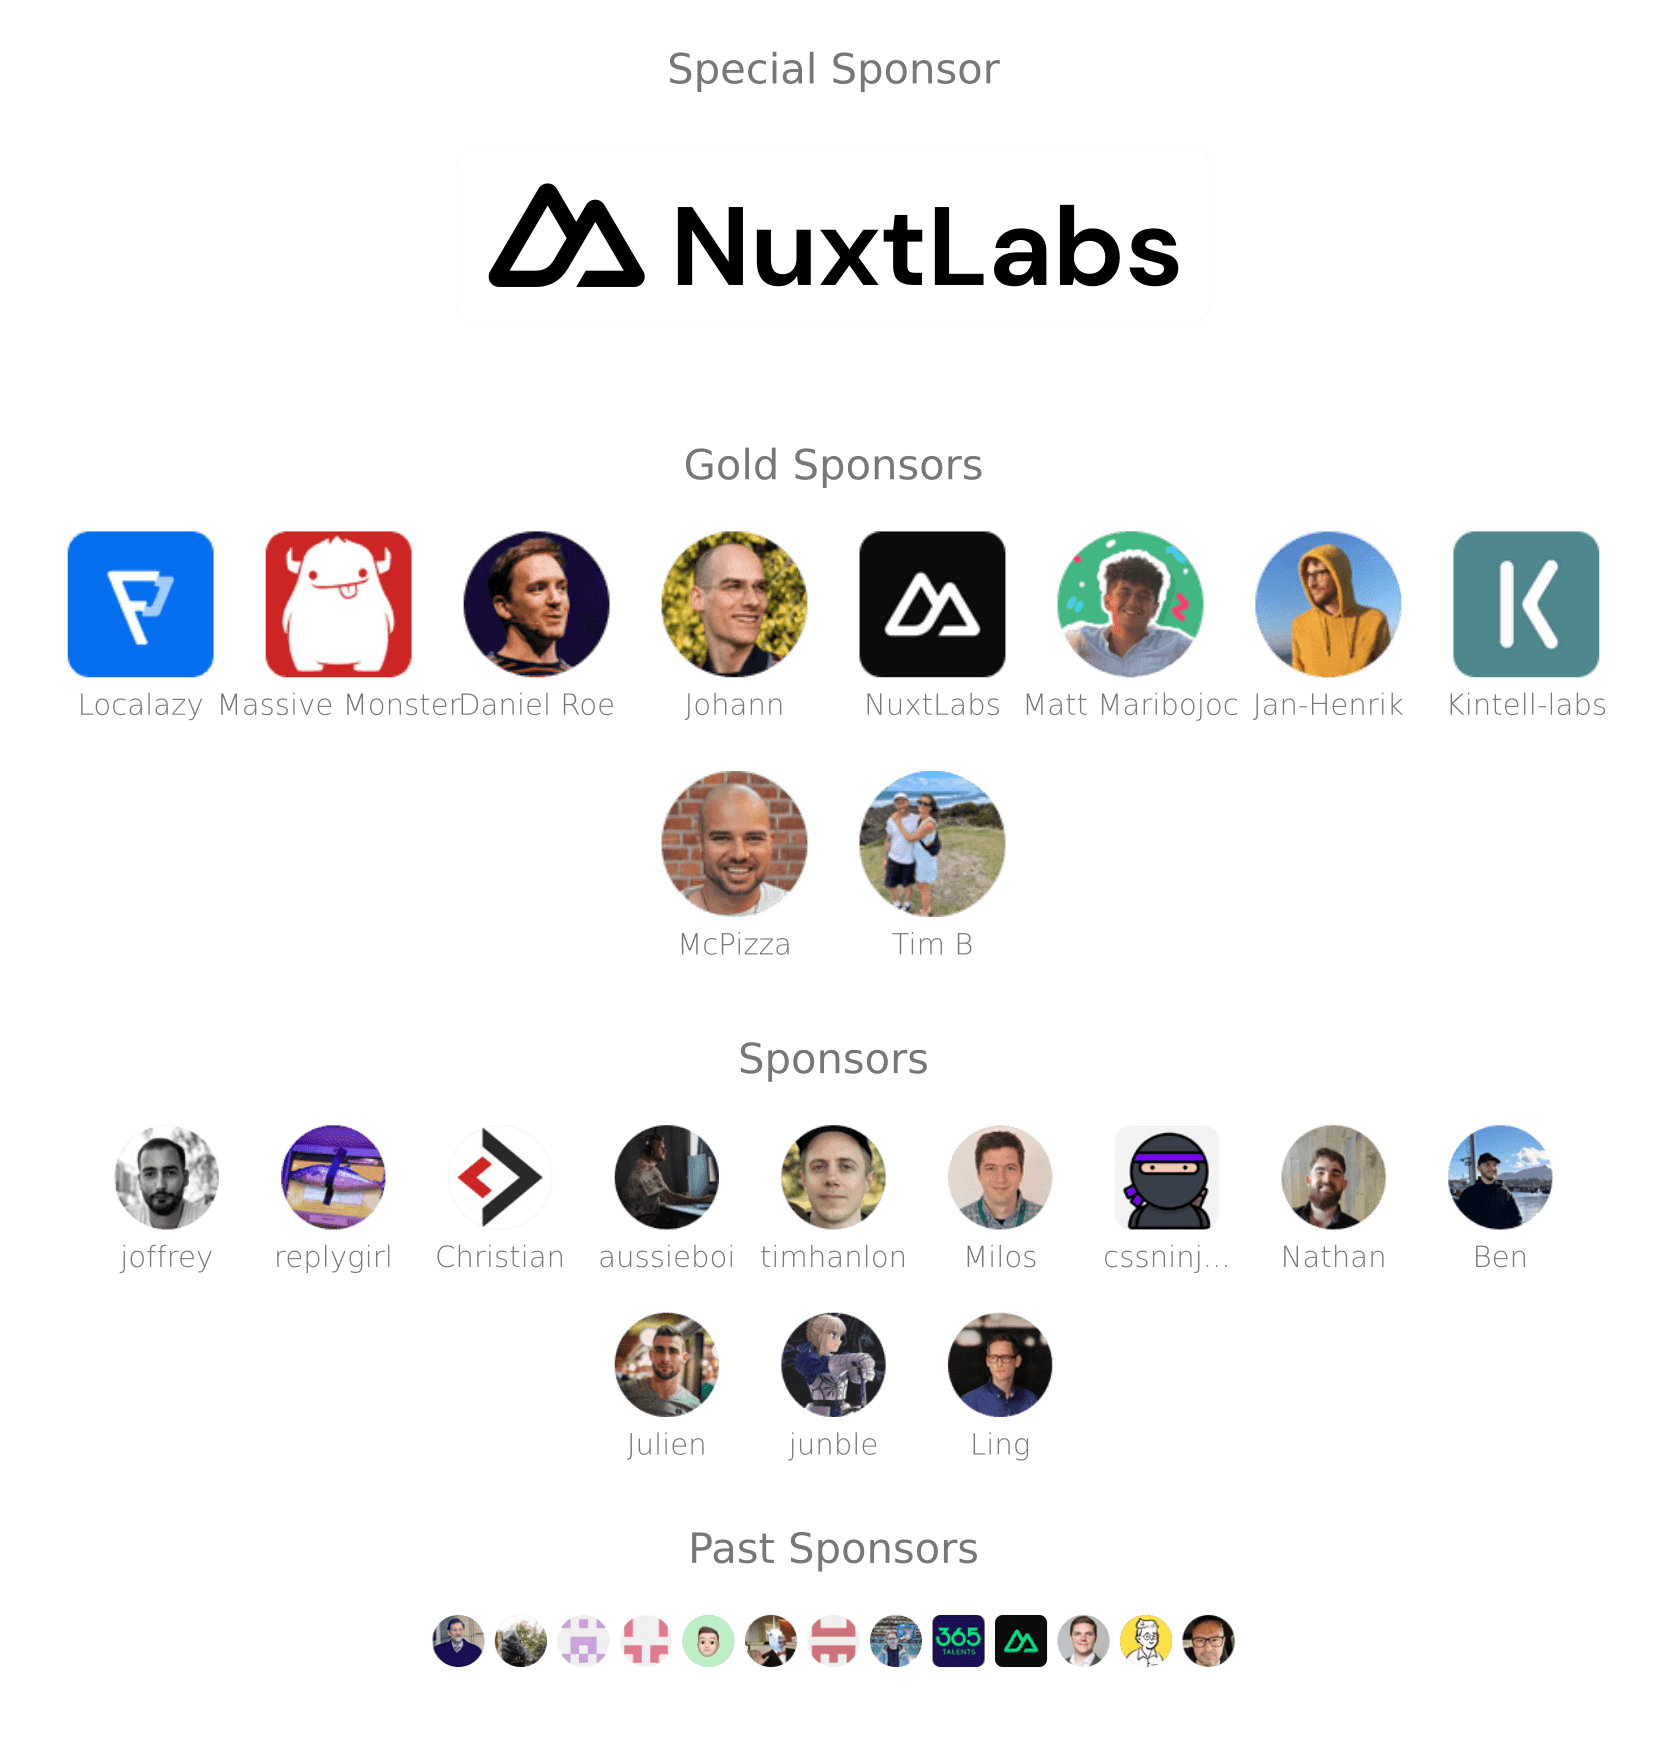 Special Sponsor
NuxtLabs
Gold Sponsors
Localazy Massive Monster Daniel Roe Johann NuxtLabs Matt Maribojoc Jan-Henrik Kintell-labs
McPizza Tim B
Sponsors
joffrey replygirl Christian aussieboi timhanlon Milos cssninj... Nathan Ben
Julien junble Ling
Past Sponsors
365
TALENTS